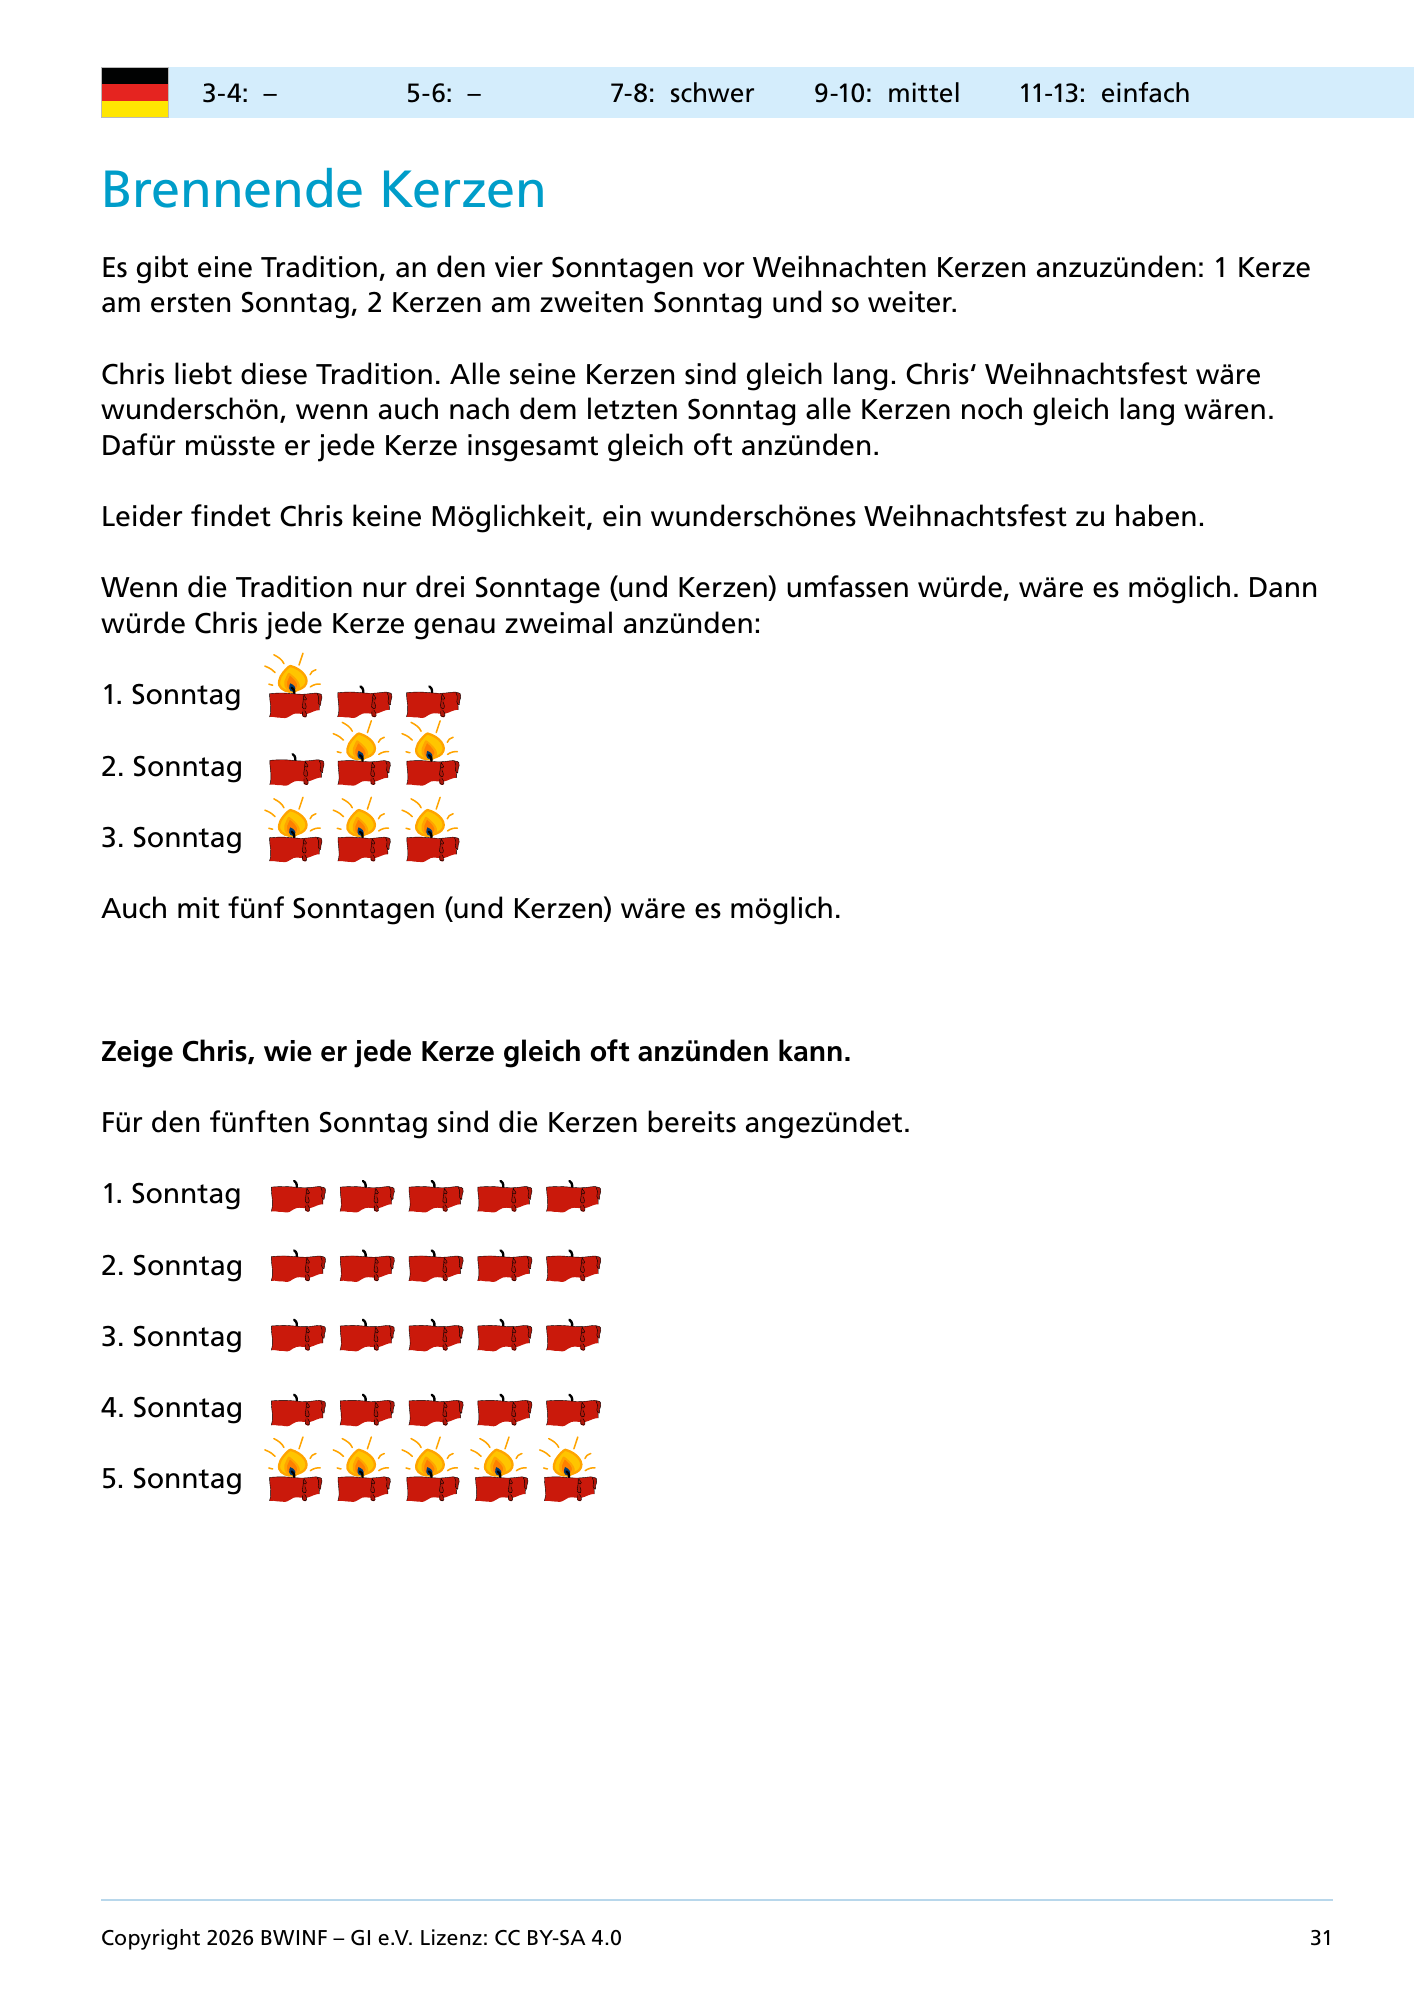 3-4: – 5-6: – 7-8: schwer 9-10: mittel 11-13: einfach
Brennende Kerzen
Es gibt eine Tradition, an den vier Sonntagen vor Weihnachten Kerzen anzuzünden: 1 Kerze
am ersten Sonntag, 2 Kerzen am zweiten Sonntag und so weiter.
Chris liebt diese Tradition. Alle seine Kerzen sind gleich lang. Chris‘ Weihnachtsfest wäre
wunderschön, wenn auch nach dem letzten Sonntag alle Kerzen noch gleich lang wären.
Dafür müsste er jede Kerze insgesamt gleich oft anzünden.
Leider findet Chris keine Möglichkeit, ein wunderschönes Weihnachtsfest zu haben.
Wenn die Tradition nur drei Sonntage (und Kerzen) umfassen würde, wäre es möglich. Dann
würde Chris jede Kerze genau zweimal anzünden:
1. Sonntag
2. Sonntag
3. Sonntag
Auch mit fünf Sonntagen (und Kerzen) wäre es möglich.
Zeige Chris, wie er jede Kerze gleich oft anzünden kann.
Für den fünften Sonntag sind die Kerzen bereits angezündet.
1. Sonntag
2. Sonntag
3. Sonntag
4. Sonntag
5. Sonntag
Copyright 2026 BWINF – GI e.V. Lizenz: CC BY-SA 4.0 31